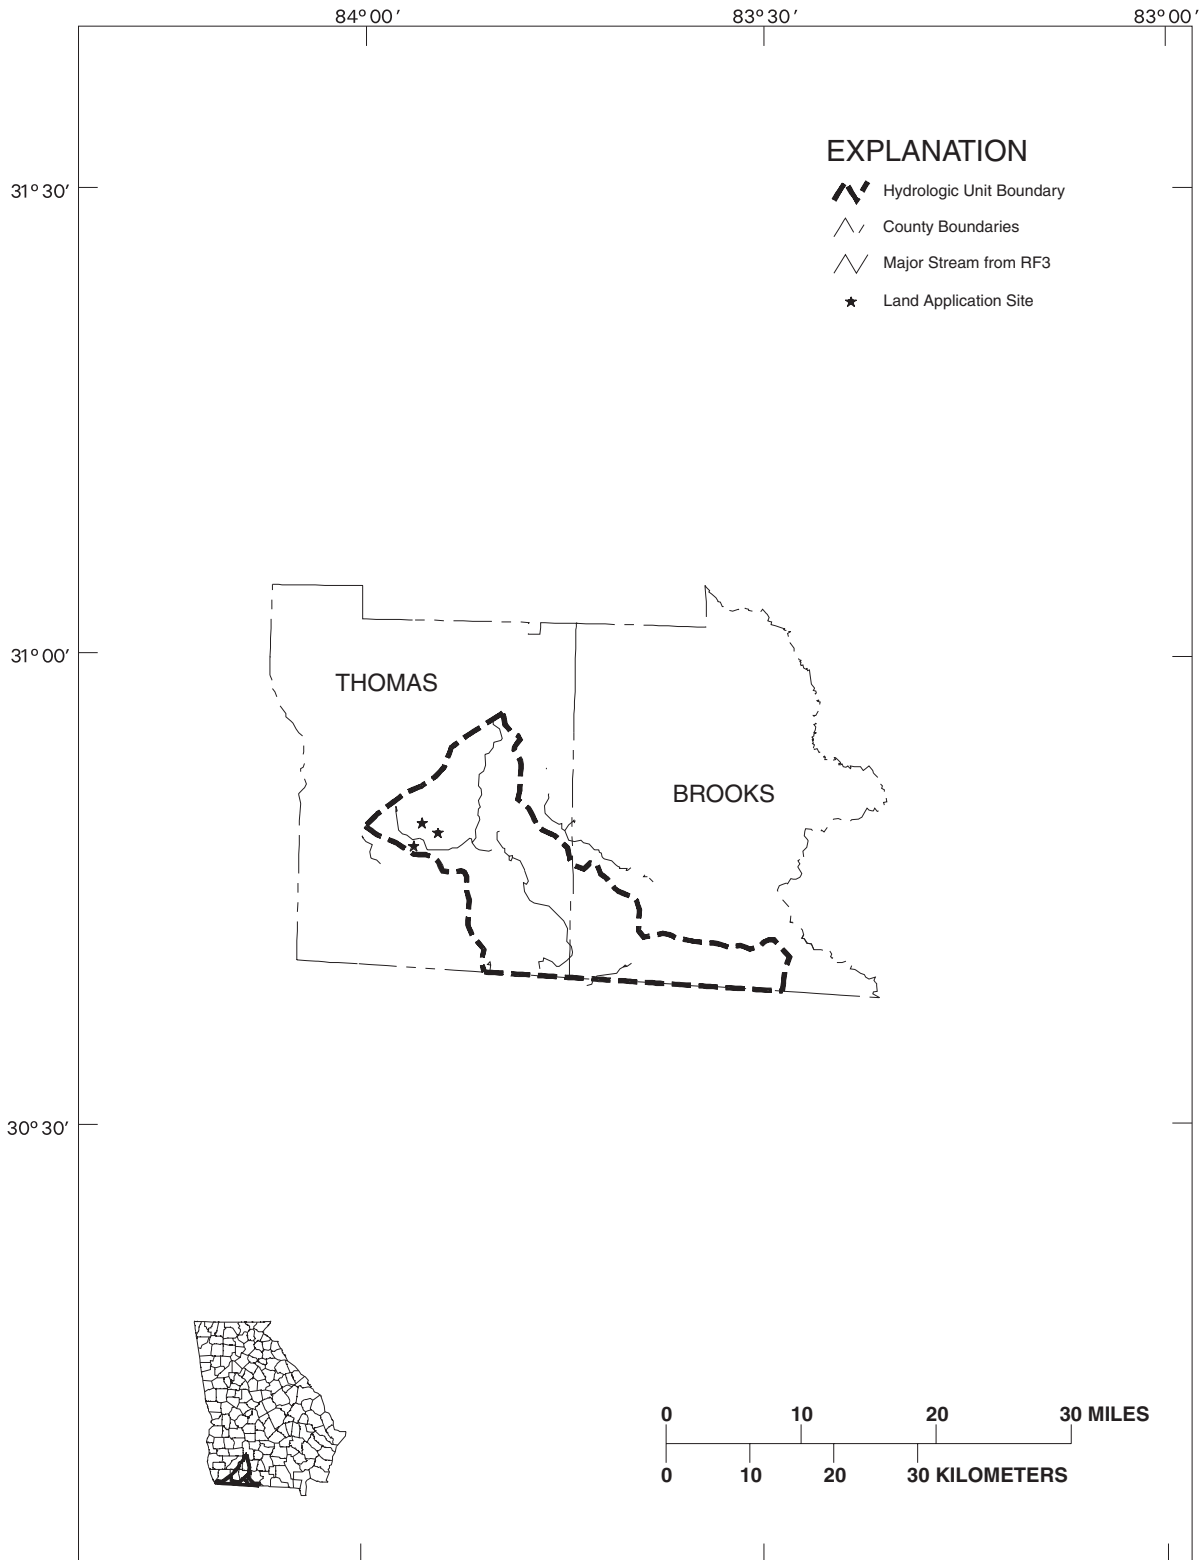 84°00′ 83°30′ 83°00′
EXPLANATION
31°30′
Hydrologic Unit Boundary
County Boundaries
Major Stream from RF3
Land Application Site
31°00′
THOMAS
BROOKS
30°30′
0 10 20 30 MILES
0 10 20 30 KILOMETERS